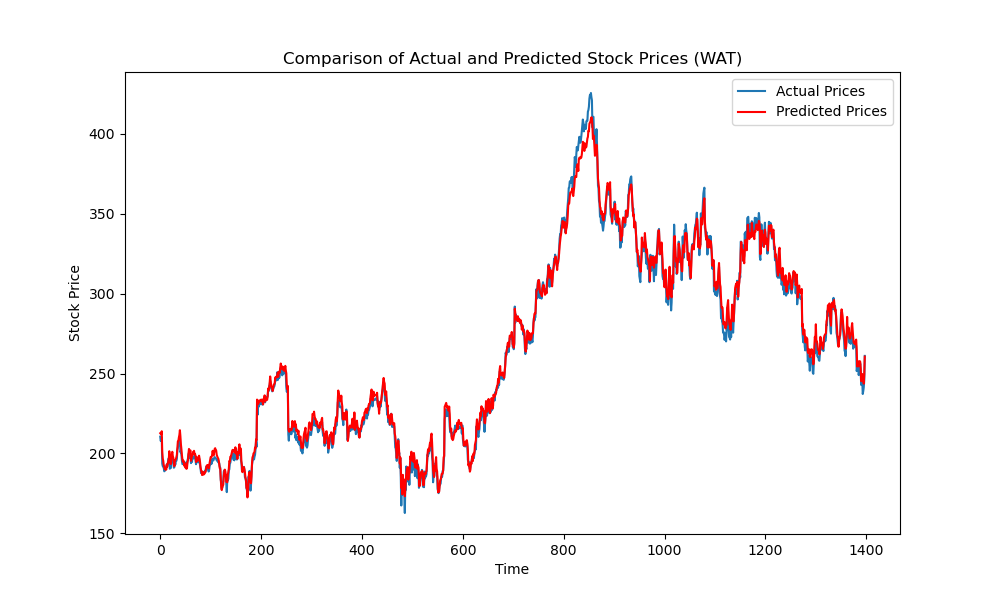 Comparison of Actual and Predicted Stock Prices (WAT)
Actual Prices
Predicted Prices
Stock Price
400
350
300
250
200
150
0 200 400 600 800 1000 1200 1400
Time